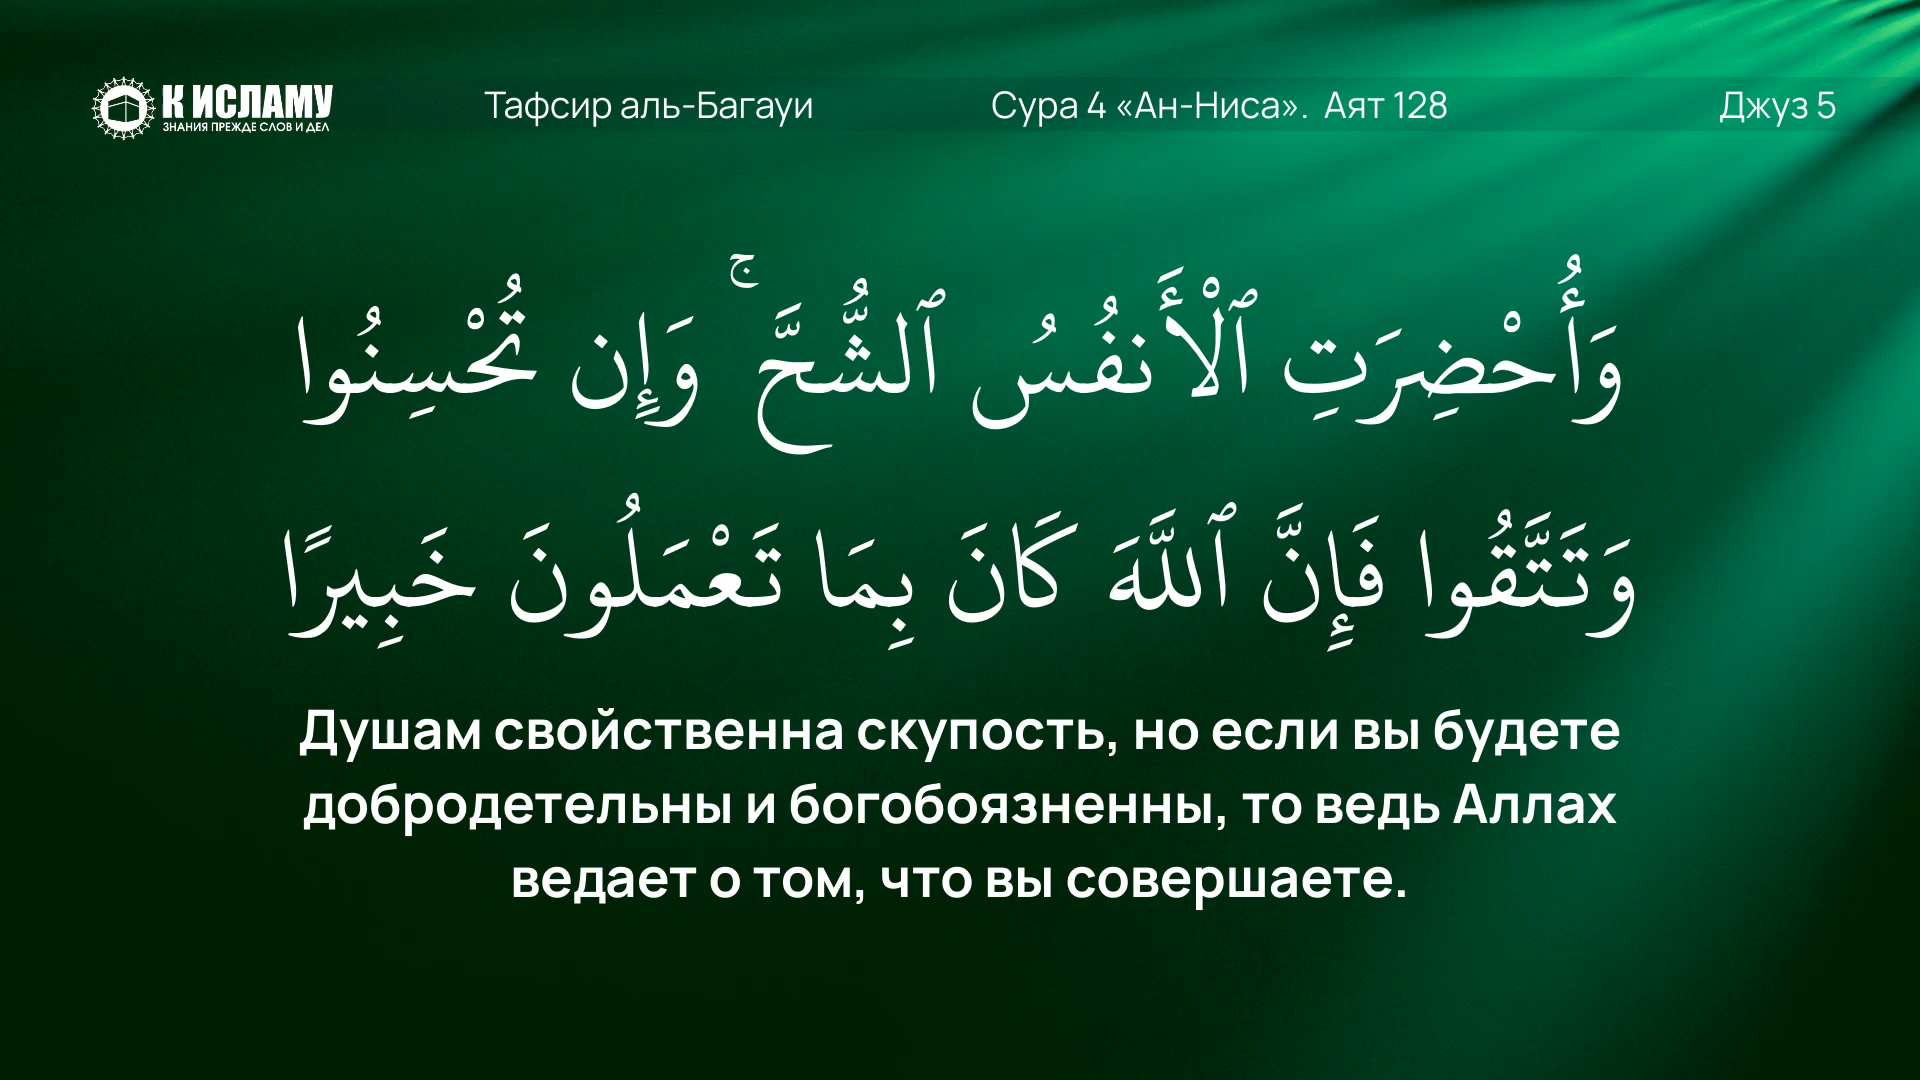 К ИСЛАМУ
ЗНАНИЯ ПРЕЖДЕ СЛОВ И ДЕЛ
Тафсир аль-Багауи
Сура 4 «Ан-Ниса». Аят 128
Джуз 5
وَأُحْضِرَتِ ٱلْأَنفُسُ ٱلشُّحَّ ۚ وَإِن تُحْسِنُوا
وَتَتَّقُوا فَإِنَّ ٱللَّهَ كَانَ بِمَا تَعْمَلُونَ خَبِيرًا
Душам свойственна скупость, но если вы будете
добродетельны и богобоязненны, то ведь Аллах
ведает о том, что вы совершаете.